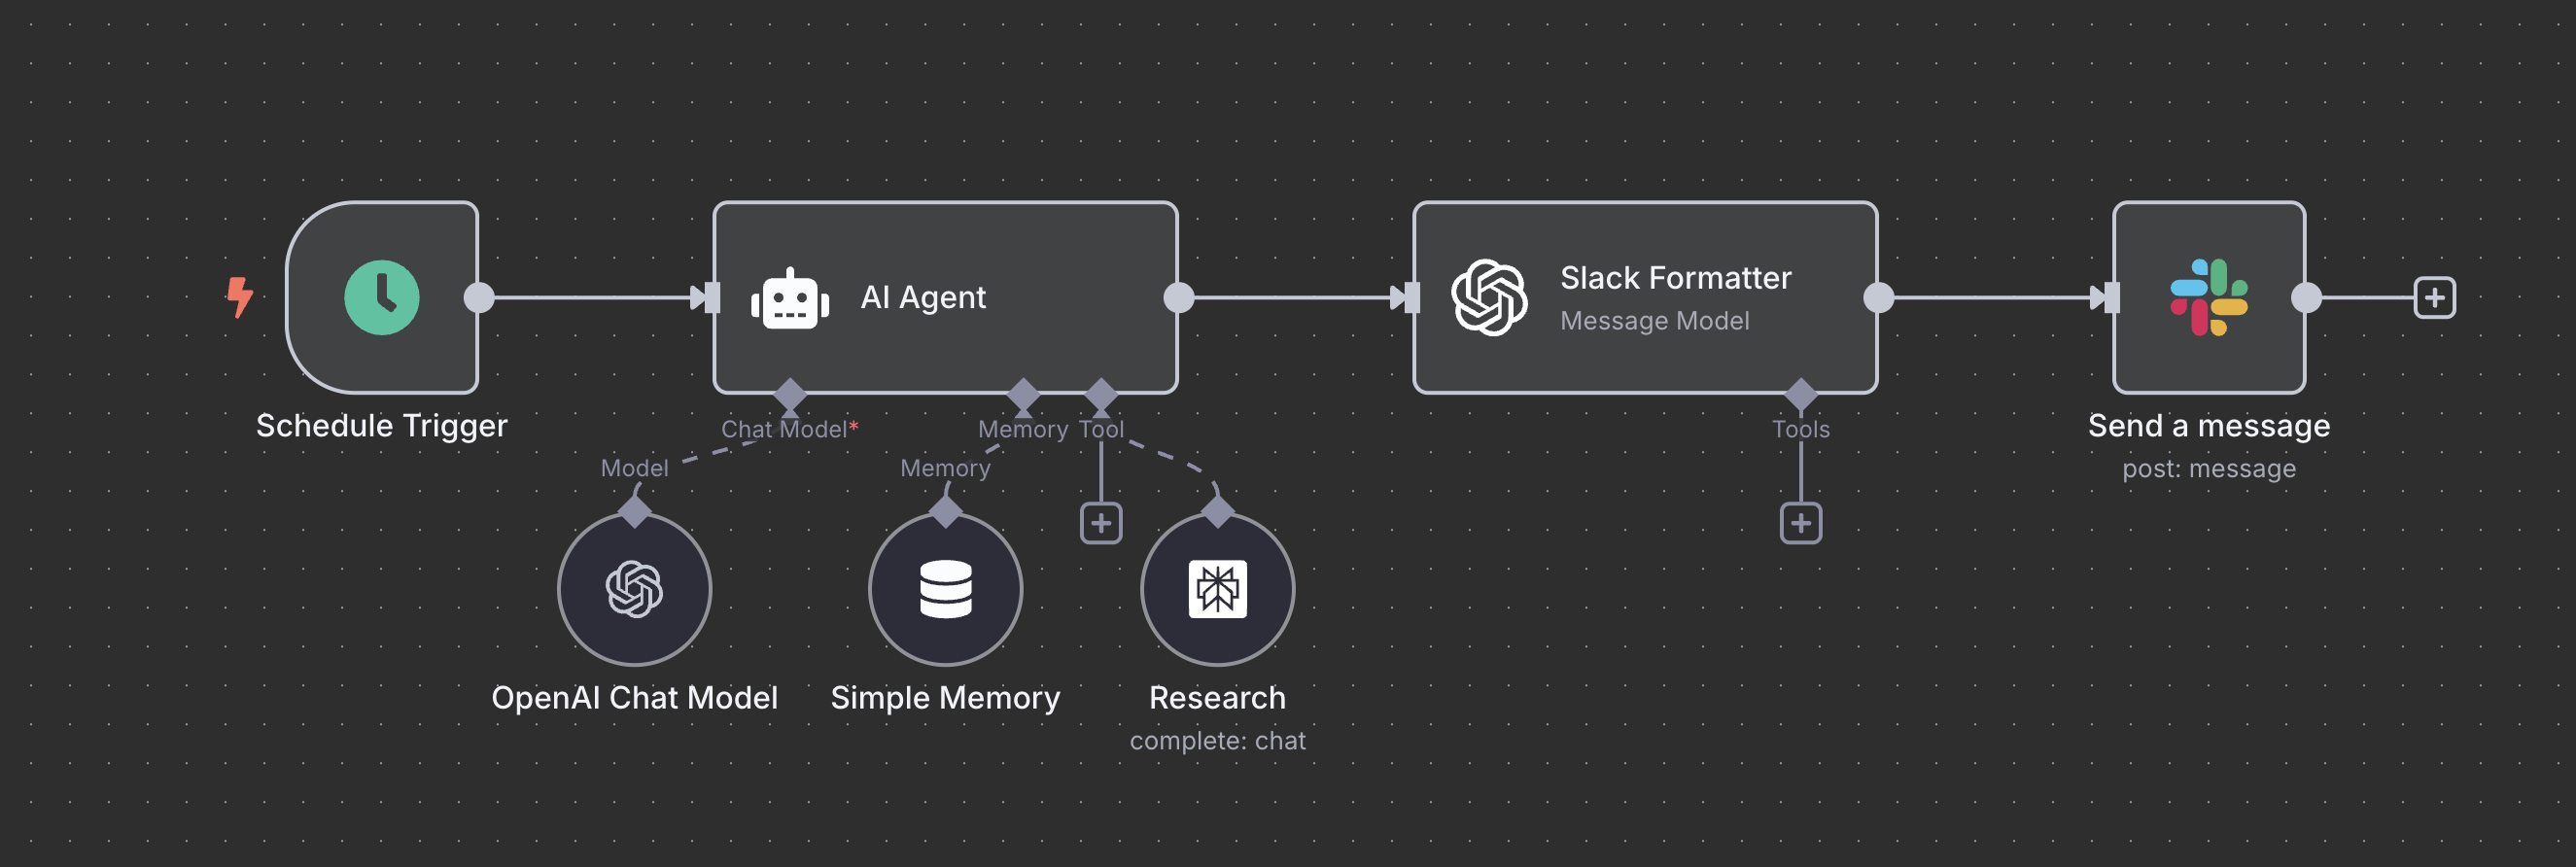 Schedule Trigger
AI Agent
Chat Model*
Memory
Tool
Model
Memory
OpenAI Chat Model
Simple Memory
Research
complete: chat
Slack Formatter
Message Model
Tools
Send a message
post: message